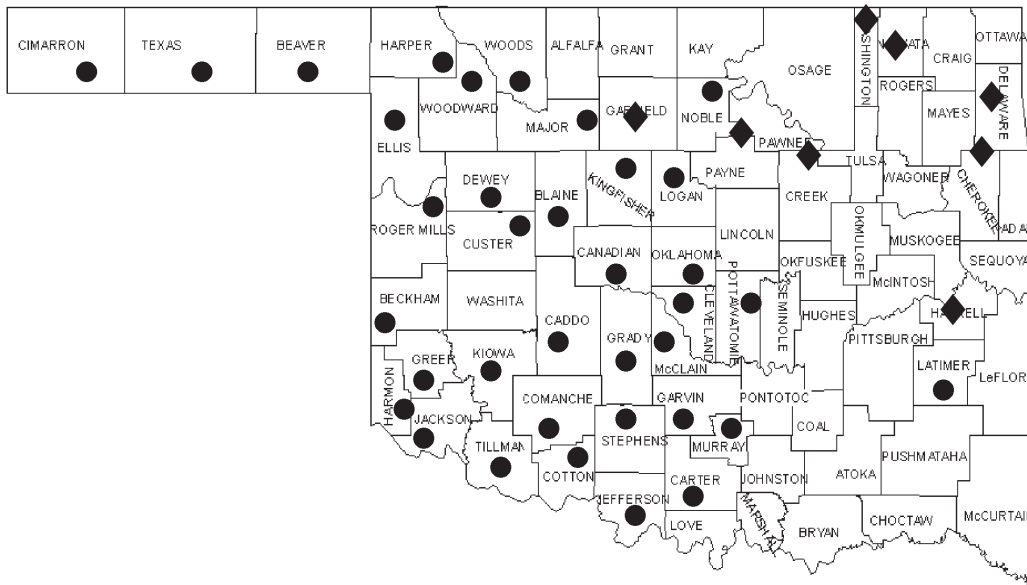 CIMARRON
TEXAS
BEAVER
HARPER
WOODS
ALFALFA
GRANT
KAY
OSAGE
SHINGTON
CRAIG
OTTAWA
DELAWARE
ROGERS
MAYES
WOODWARD
MAJOR
NOBLE
PAWNEE
ELLIS
DEWEY
BLAINE
KINGFISHER
LOGAN
PAYNE
CREEK
TULSA
WAGONER
CHEROKEE
ADA
ROGER MILLS
CUSTER
CANADIAN
OKLAHOMA
LINCOLN
OKMULGEE
MUSKOGEE
OKFUSKEE
SEQUOYA
McINTOSH
BECKHAM
WASHITA
CADDO
GRADY
CLEVELAND
POTTAWATOMIE
SEMINOLE
HUGHES
PITTSBURGH
LATIMER
LeFLOR
GREER
KIOWA
HARMON
McCLAIN
COMANCHE
GARVIN
PONTOTOC
COAL
JACKSON
TILLMAN
STEPHENS
MURRAY
PUSHMATAHA
COTTON
CARTER
JOHNSTON
ATOKA
JEFFERSON
LOVE
MARSHALL
BRYAN
CHOCTAW
McCURTAI